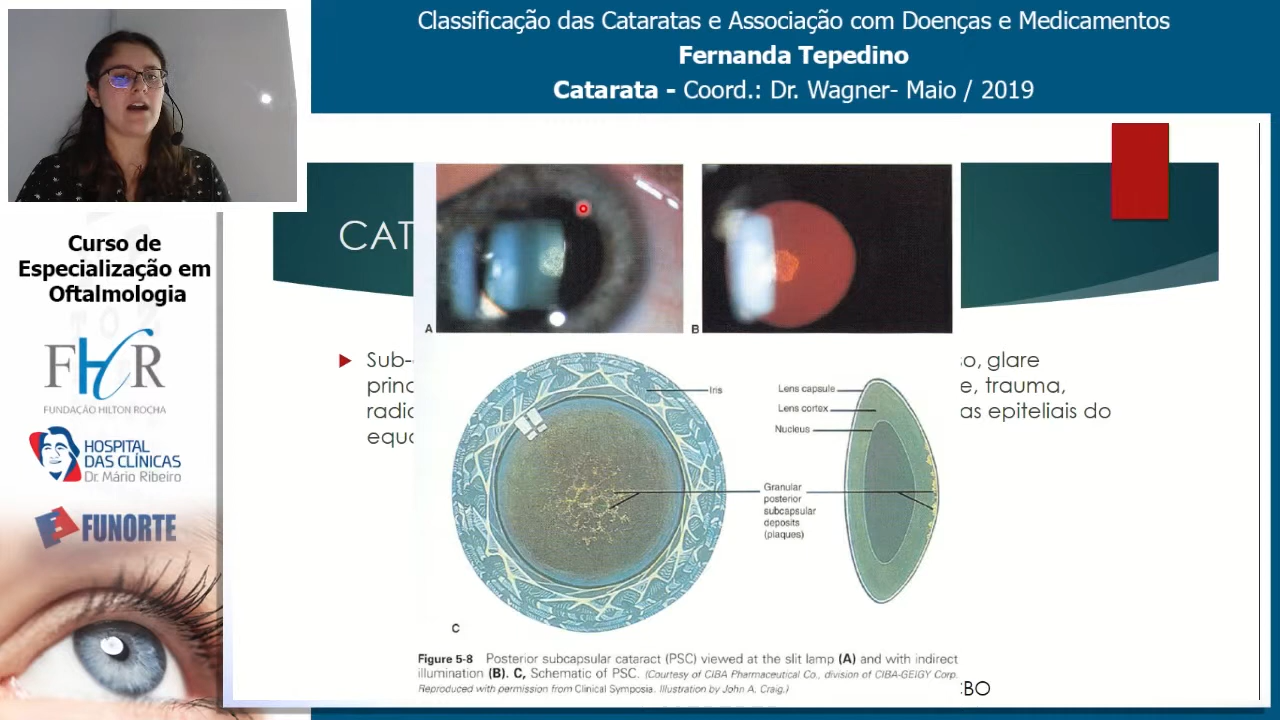 Classificação das Cataratas e Associação com Doenças e Medicamentos
Fernanda Tepedino
Catarata - Coord.: Dr. Wagner- Maio / 2019
Curso de
Especialização em
Oftalmologia
FHR
FUNDAÇÃO HILTON ROCHA
HOSPITAL
DAS CLÍNICAS
Dr. Mário Ribeiro
FUNORTE
CAT
A
B
Sub-
so, glare
princ
e, trauma,
radia
as epiteliais do
equa
Iris
Lens capsule
Lens cortex
Nucleus
Granular
posterior
subcapsular
deposits
(plaques)
C
Figure 5-8 Posterior subcapsular cataract (PSC) viewed at the slit lamp (A) and with indirect
illumination (B). C, Schematic of PSC. (Courtesy of CIBA Pharmaceutical Co., division of CIBA-GEIGY Corp.
Reproduced with permission from Clinical Symposia. Illustration by John A. Craig.)
CBO